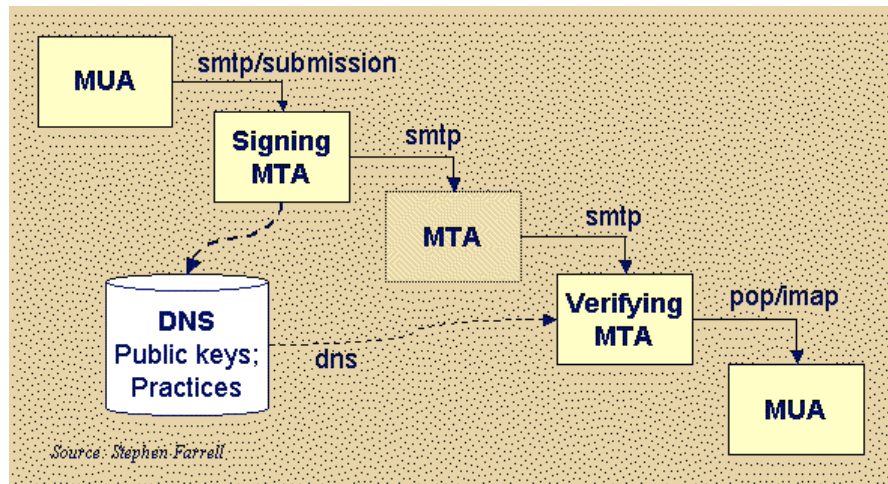 MUA
smtp/submission
Signing
MTA
smtp
MTA
smtp
Verifying
MTA
pop/imap
DNS
Public keys;
Practices
dns
MUA
Source: Stephen Farrell